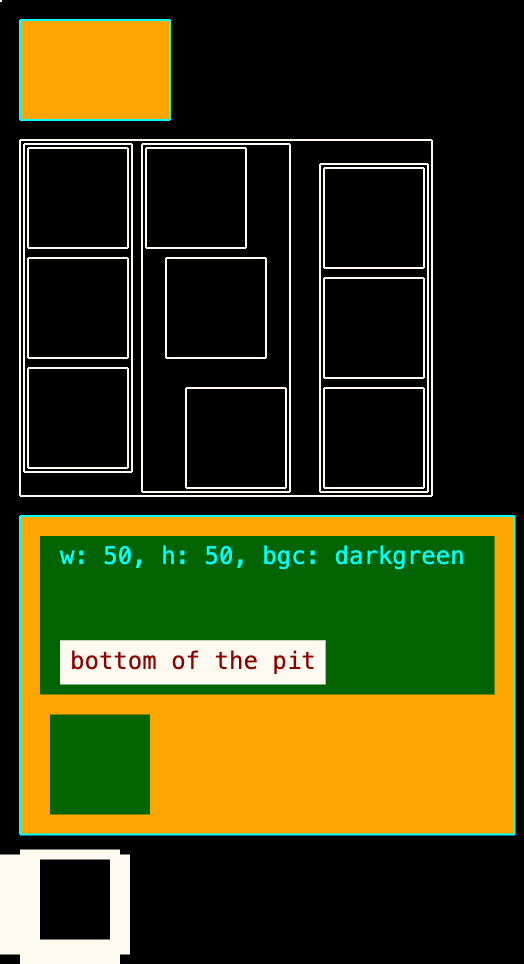 w: 50, h: 50, bgc: darkgreen
bottom of the pit